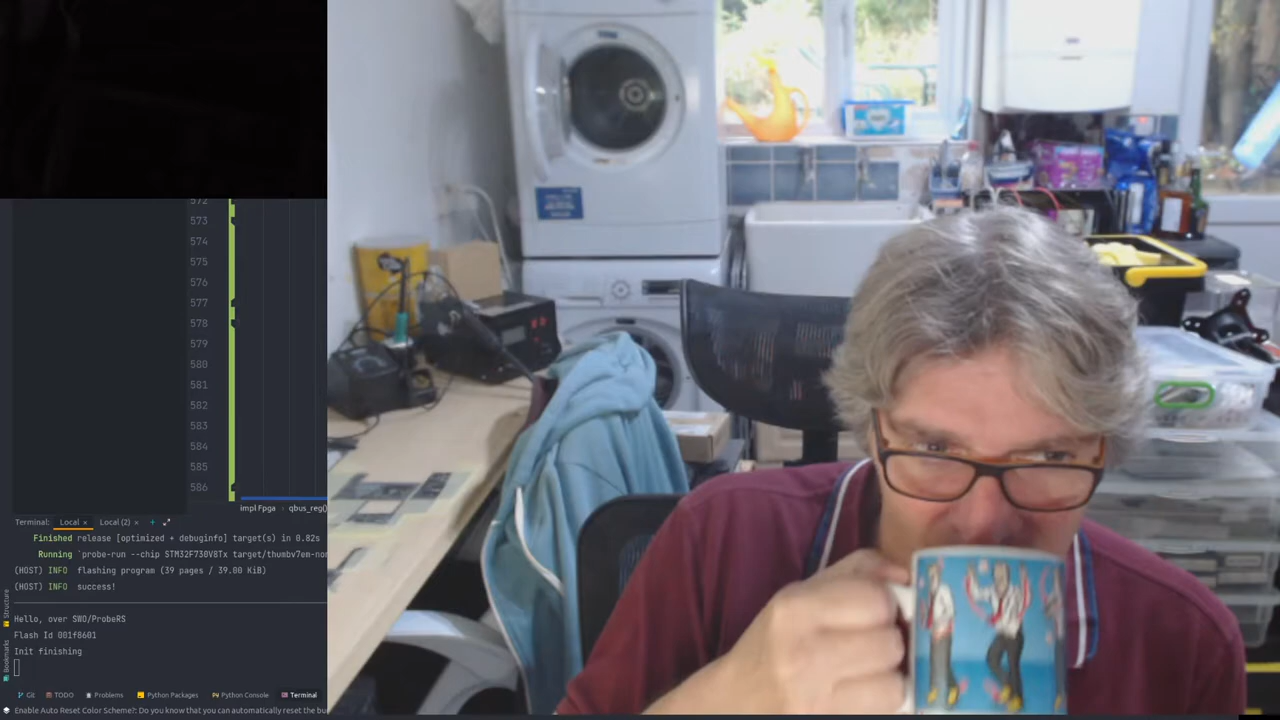 572
573
574
575
576
577
578
579
580
581
582
583
584
585
586
impl Fpga › qbus_reg()
Terminal: Local × Local (2) × +
Finished release [optimized + debuginfo] target(s) in 0.82s
Running `probe-run --chip STM32F730V8Tx target/thumbv7em-non
(HOST) INFO flashing program (39 pages / 39.00 KiB)
(HOST) INFO success!
Hello, over SWO/ProbeRS
Flash Id 001f8601
Init finishing
Structure
Bookmarks
Git TODO Problems Python Packages Python Console Terminal
Enable Auto Reset Color Scheme?: Do you know that you can automatically reset the bu